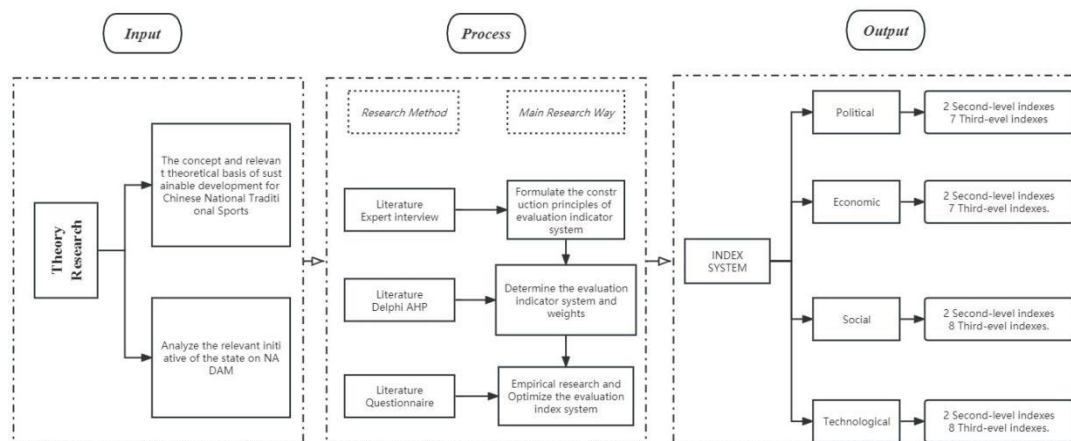 Input
Process
Output
Theory
Research
The concept and relevan
t theoretical basis of sust
ainable development for
Chinese National Traditi
onal Sports
Analyze the relevant initi
ative of the state on NA
DAM
Research Method
Main Research Way
Literature
Expert interview
Formulate the constr
uction principles of
evaluation indicator
system
Literature
Delphi AHP
Determine the evaluation
indicator system and
weights
Literature
Questionnaire
Empirical research and
Optimize the evaluation
index system
INDEX
SYSTEM
Political
2 Second-level indexes
7 Third-evel indexes
Economic
2 Second-level indexes
7 Third-evel indexes.
Social
2 Second-level indexes
8 Third-evel indexes.
Technological
2 Second-level indexes
8 Third-evel indexes.